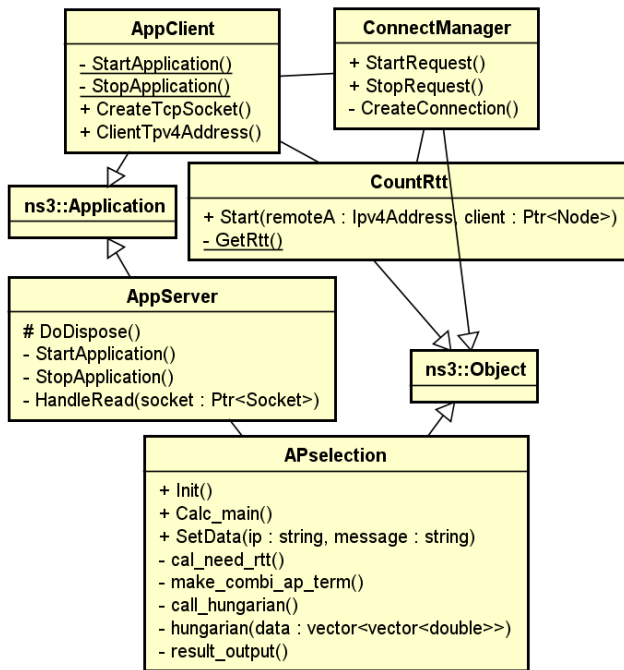 AppClient
- StartApplication()
- StopApplication()
+ CreateTcpSocket()
+ ClientTpv4Address()
ConnectManager
+ StartRequest()
+ StopRequest()
- CreateConnection()
ns3::Application
CountRtt
+ Start(remoteA : Ipv4Address, client : Ptr<Node>)
- GetRtt()
AppServer
# DoDispose()
- StartApplication()
- StopApplication()
- HandleRead(socket : Ptr<Socket>)
ns3::Object
APselection
+ Init()
+ Calc_main()
+ SetData(ip : string, message : string)
- cal_need_rtt()
- make_combi_ap_term()
- call_hungarian()
- hungarian(data : vector<vector<double>>)
- result_output()